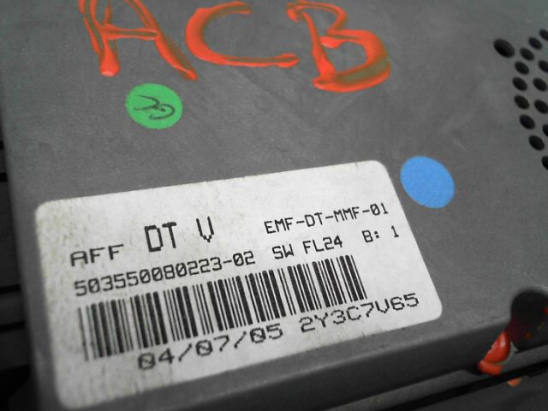 ACB
AFF DT V EMF-DT-MMF-01
503550080223-02 SW FL24 B: 1
04/07/05 2Y3C7V65